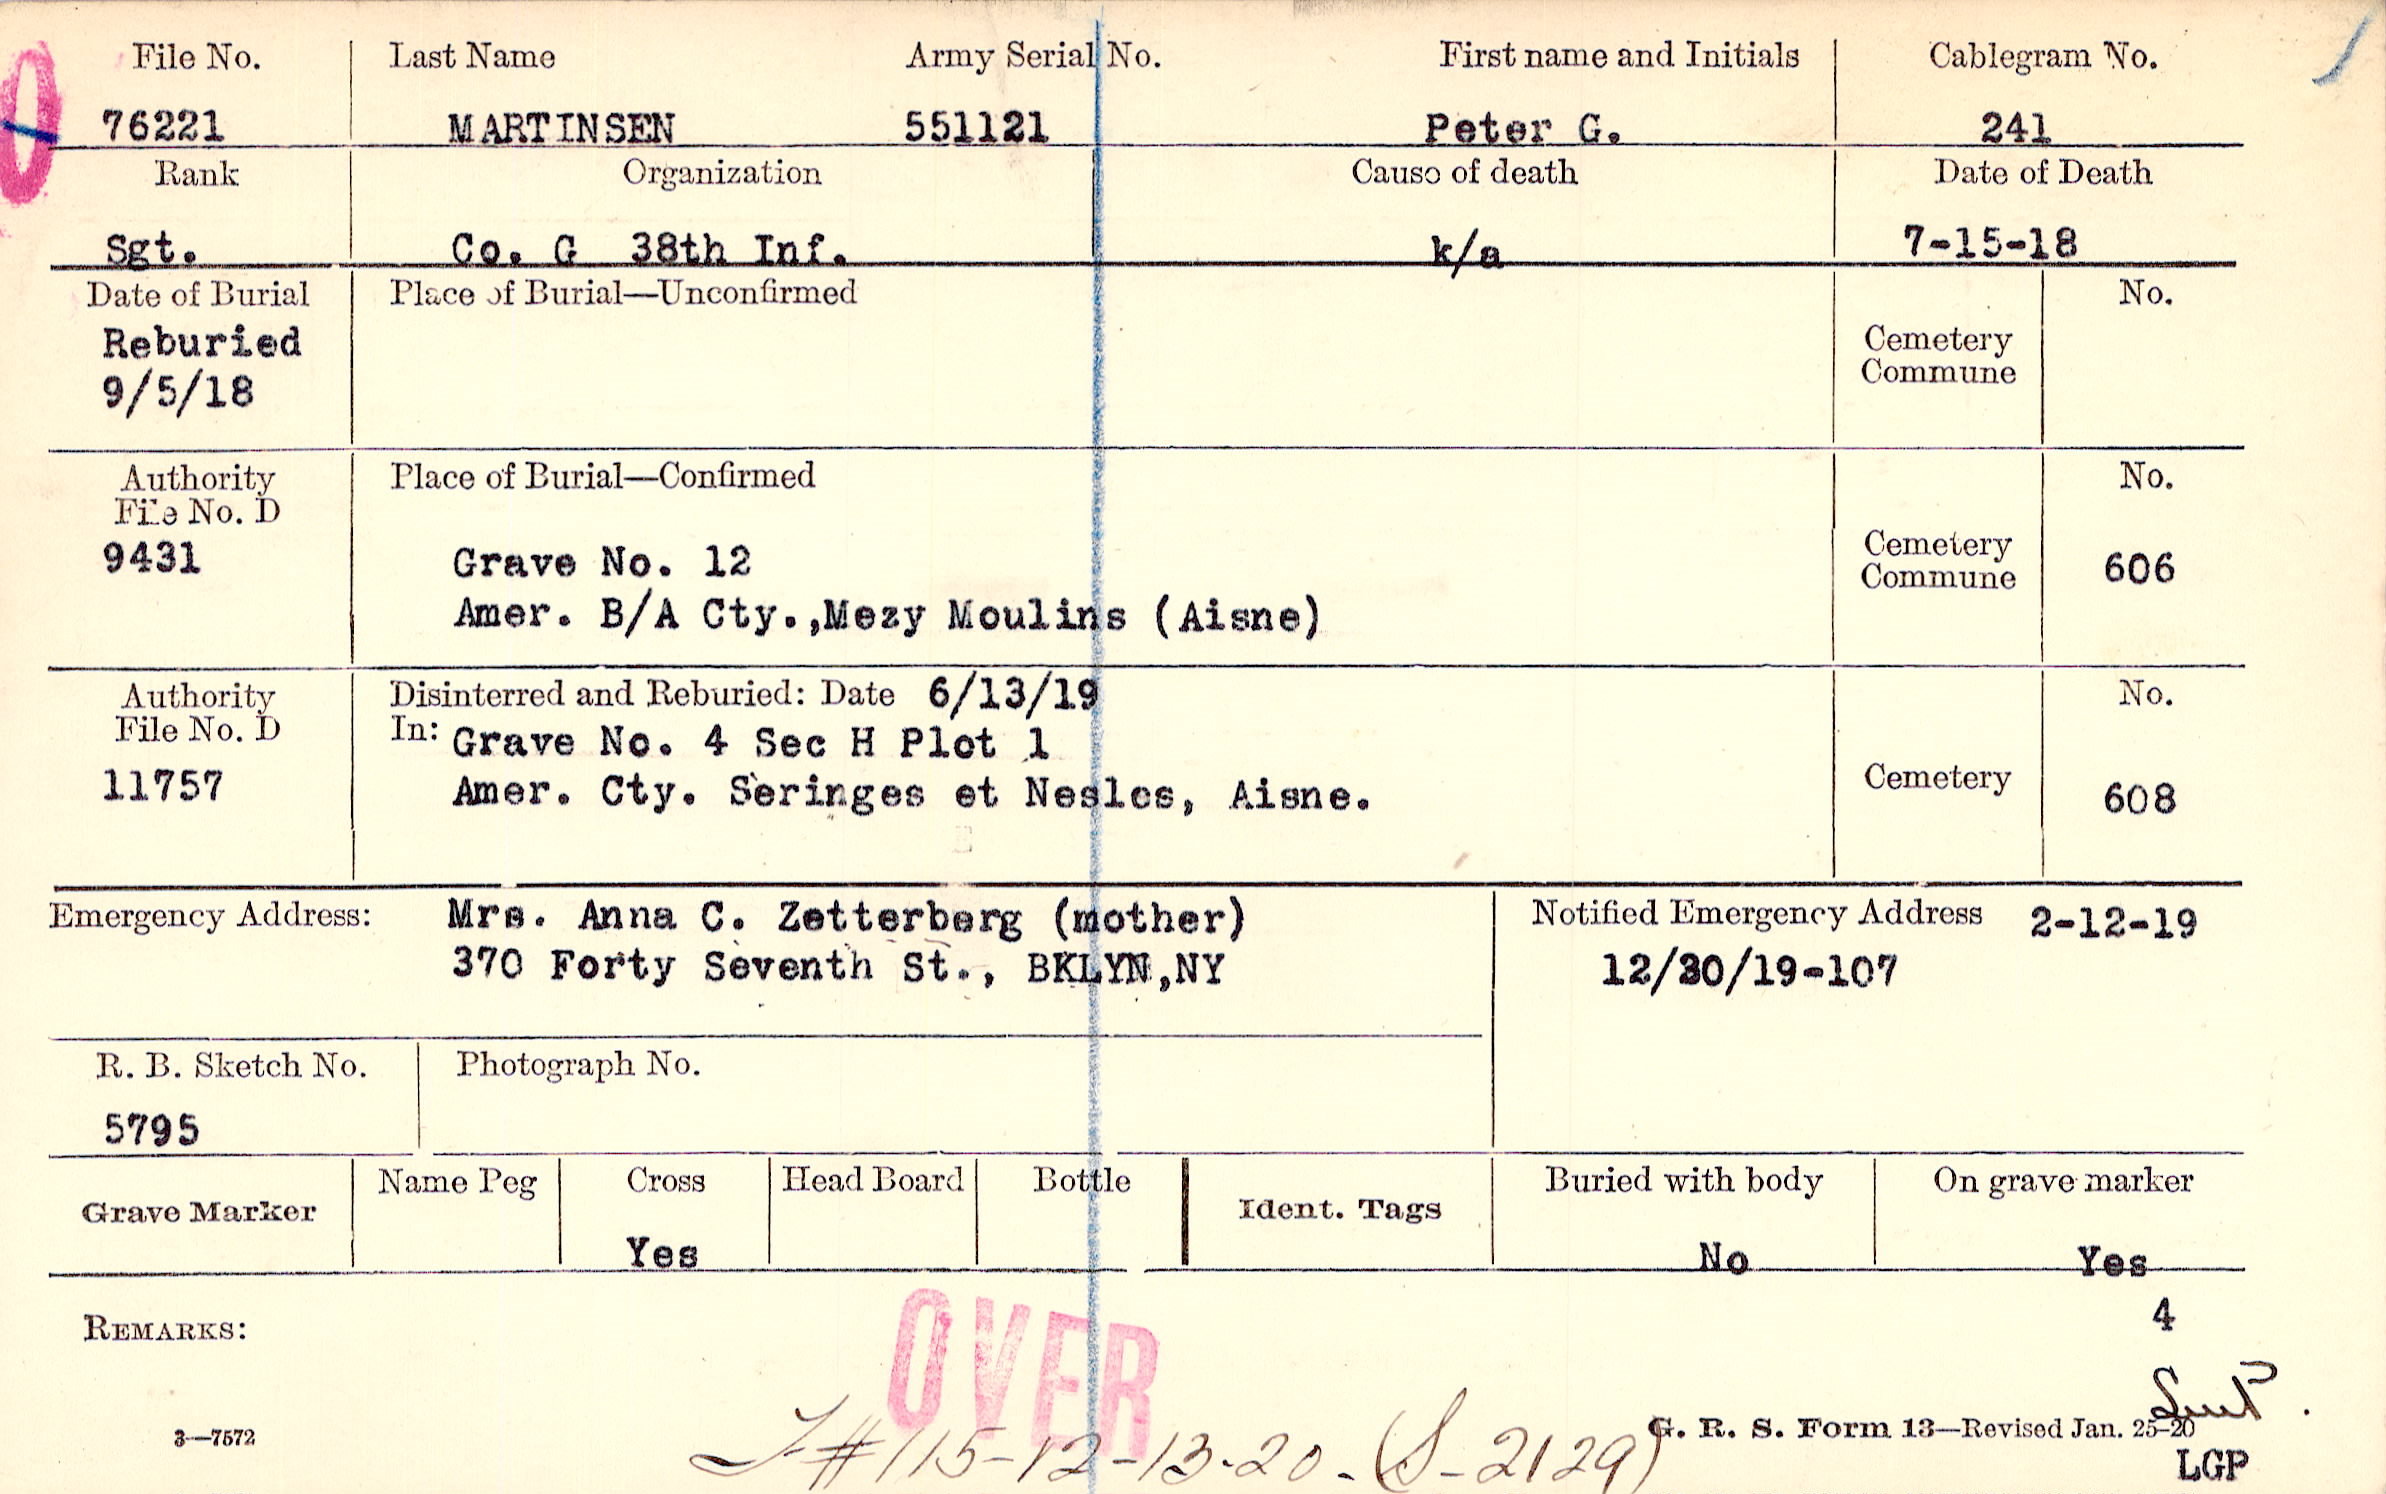 File No. Last Name Army Serial No. First name and Initials Cablegram No.
76221 MARTINSEN 551121 Peter G. 241
Rank Organization Cause of death Date of Death
Sgt. Co. G 38th Inf. k/a 7-15-18
Date of Burial Place of Burial—Unconfirmed No.
Reburied
9/5/18
Cemetery
Commune
Authority Place of Burial—Confirmed No.
File No. D
9431 Grave No. 12
Amer. B/A Cty.,Mezy Moulins (Aisne)
Cemetery
Commune 606
Authority Disinterred and Reburied: Date 6/13/19 No.
File No. D In: Grave No. 4 Sec H Plot 1
11757 Amer. Cty. Seringes et Nesles, Aisne. Cemetery 608
Emergency Address: Mrs. Anna C. Zetterberg (mother) Notified Emergency Address 2-12-19
370 Forty Seventh St., BKLYN,NY 12/30/19-107
R. B. Sketch No. Photograph No.
5795
Grave Marker Name Peg Cross Head Board Bottle Ident. Tags Buried with body On grave marker
Yes No Yes
4
REMARKS:
OVER
#115-12-13-20-(S-2129)
3—7572 G. R. S. Form 13—Revised Jan. 25-20
LGP